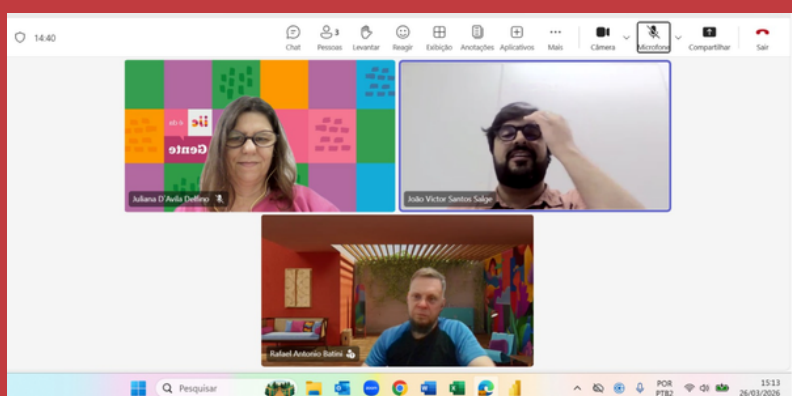 14:40
3
Chat Pessoas Levantar Reagir Exibição Anotações Aplicativos Mais Câmera Microfone Compartilhar Sair
Gente
Juliana D'Avila Delfino
João Victor Santos Salge
Rafael Antonio Batini
Pesquisar
POR
PTB2
15:13
26/03/2026